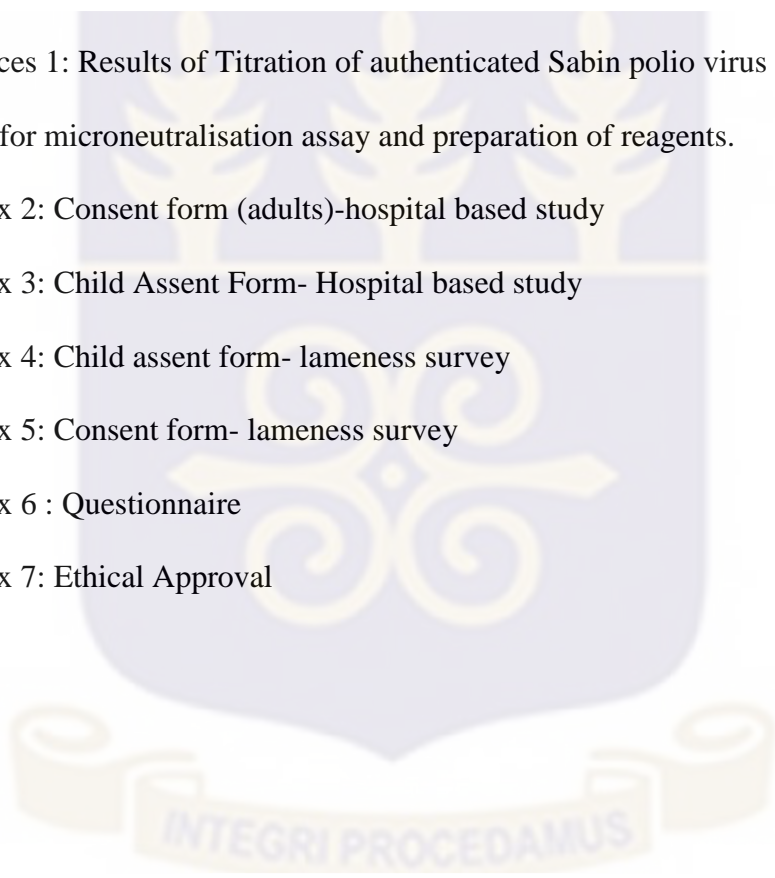 ces 1: Results of Titration of authenticated Sabin polio virus
for microneutralisation assay and preparation of reagents.
x 2: Consent form (adults)-hospital based study
x 3: Child Assent Form- Hospital based study
x 4: Child assent form- lameness survey
x 5: Consent form- lameness survey
x 6 : Questionnaire
x 7: Ethical Approval
INTEGRI PROCEDAMUS